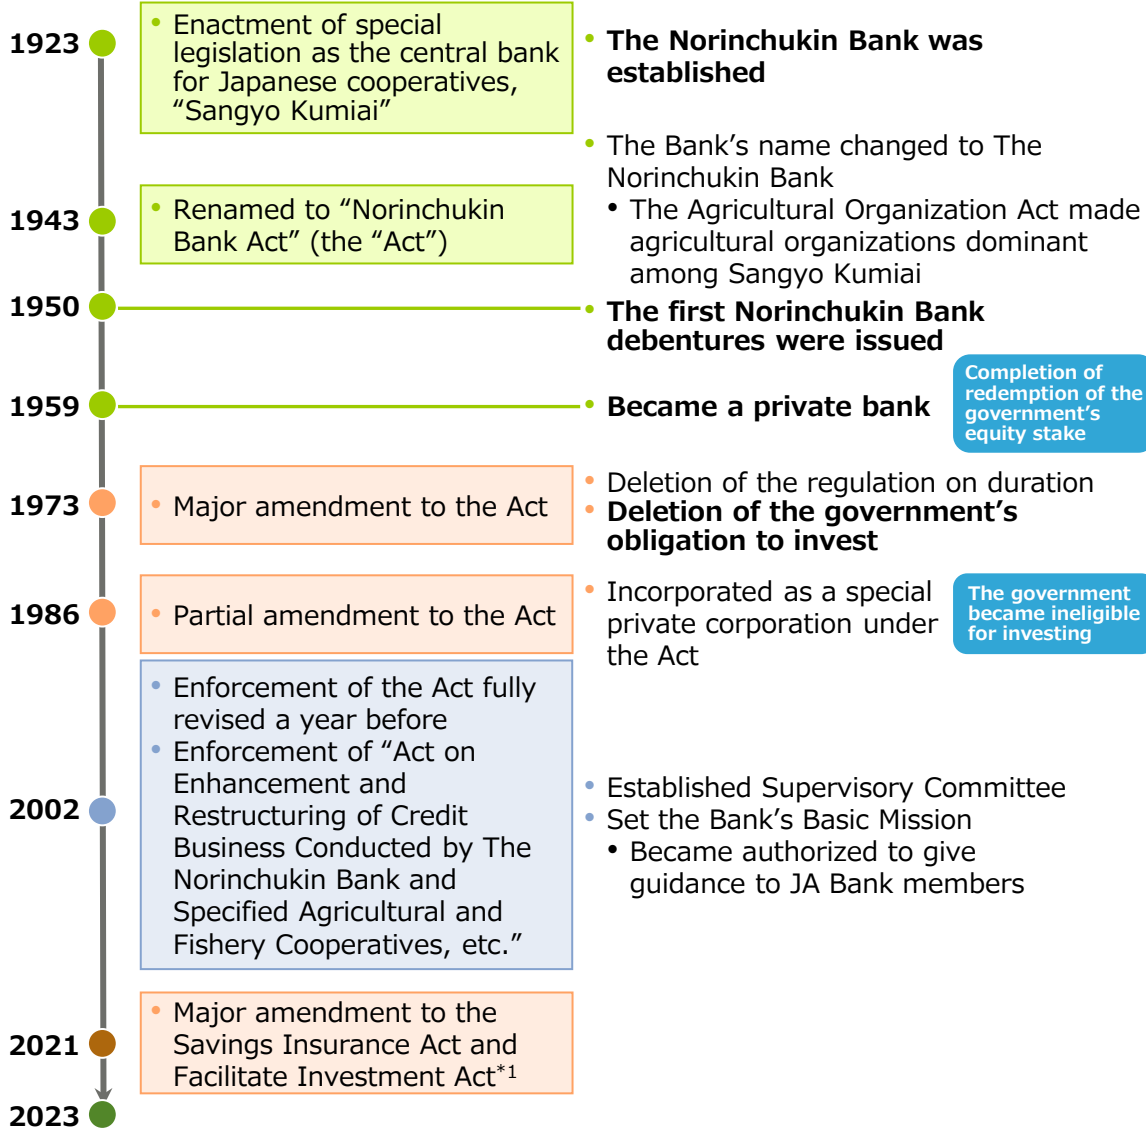 1923
• Enactment of special
legislation as the central bank
for Japanese cooperatives,
“Sangyo Kumiai”
• The Norinchukin Bank was
established
1943
• Renamed to “Norinchukin
Bank Act” (the “Act”)
• The Bank’s name changed to The
Norinchukin Bank
• The Agricultural Organization Act made
agricultural organizations dominant
among Sangyo Kumiai
1950
• The first Norinchukin Bank
debentures were issued
1959
• Became a private bank
Completion of
redemption of the
government’s
equity stake
1973
• Major amendment to the Act
• Deletion of the regulation on duration
• Deletion of the government’s
obligation to invest
1986
• Partial amendment to the Act
• Incorporated as a special
private corporation under
the Act
The government
became ineligible
for investing
2002
• Enforcement of the Act fully
revised a year before
• Enforcement of “Act on
Enhancement and
Restructuring of Credit
Business Conducted by The
Norinchukin Bank and
Specified Agricultural and
Fishery Cooperatives, etc.”
• Established Supervisory Committee
• Set the Bank’s Basic Mission
• Became authorized to give
guidance to JA Bank members
2021
• Major amendment to the
Savings Insurance Act and
Facilitate Investment Act*1
2023